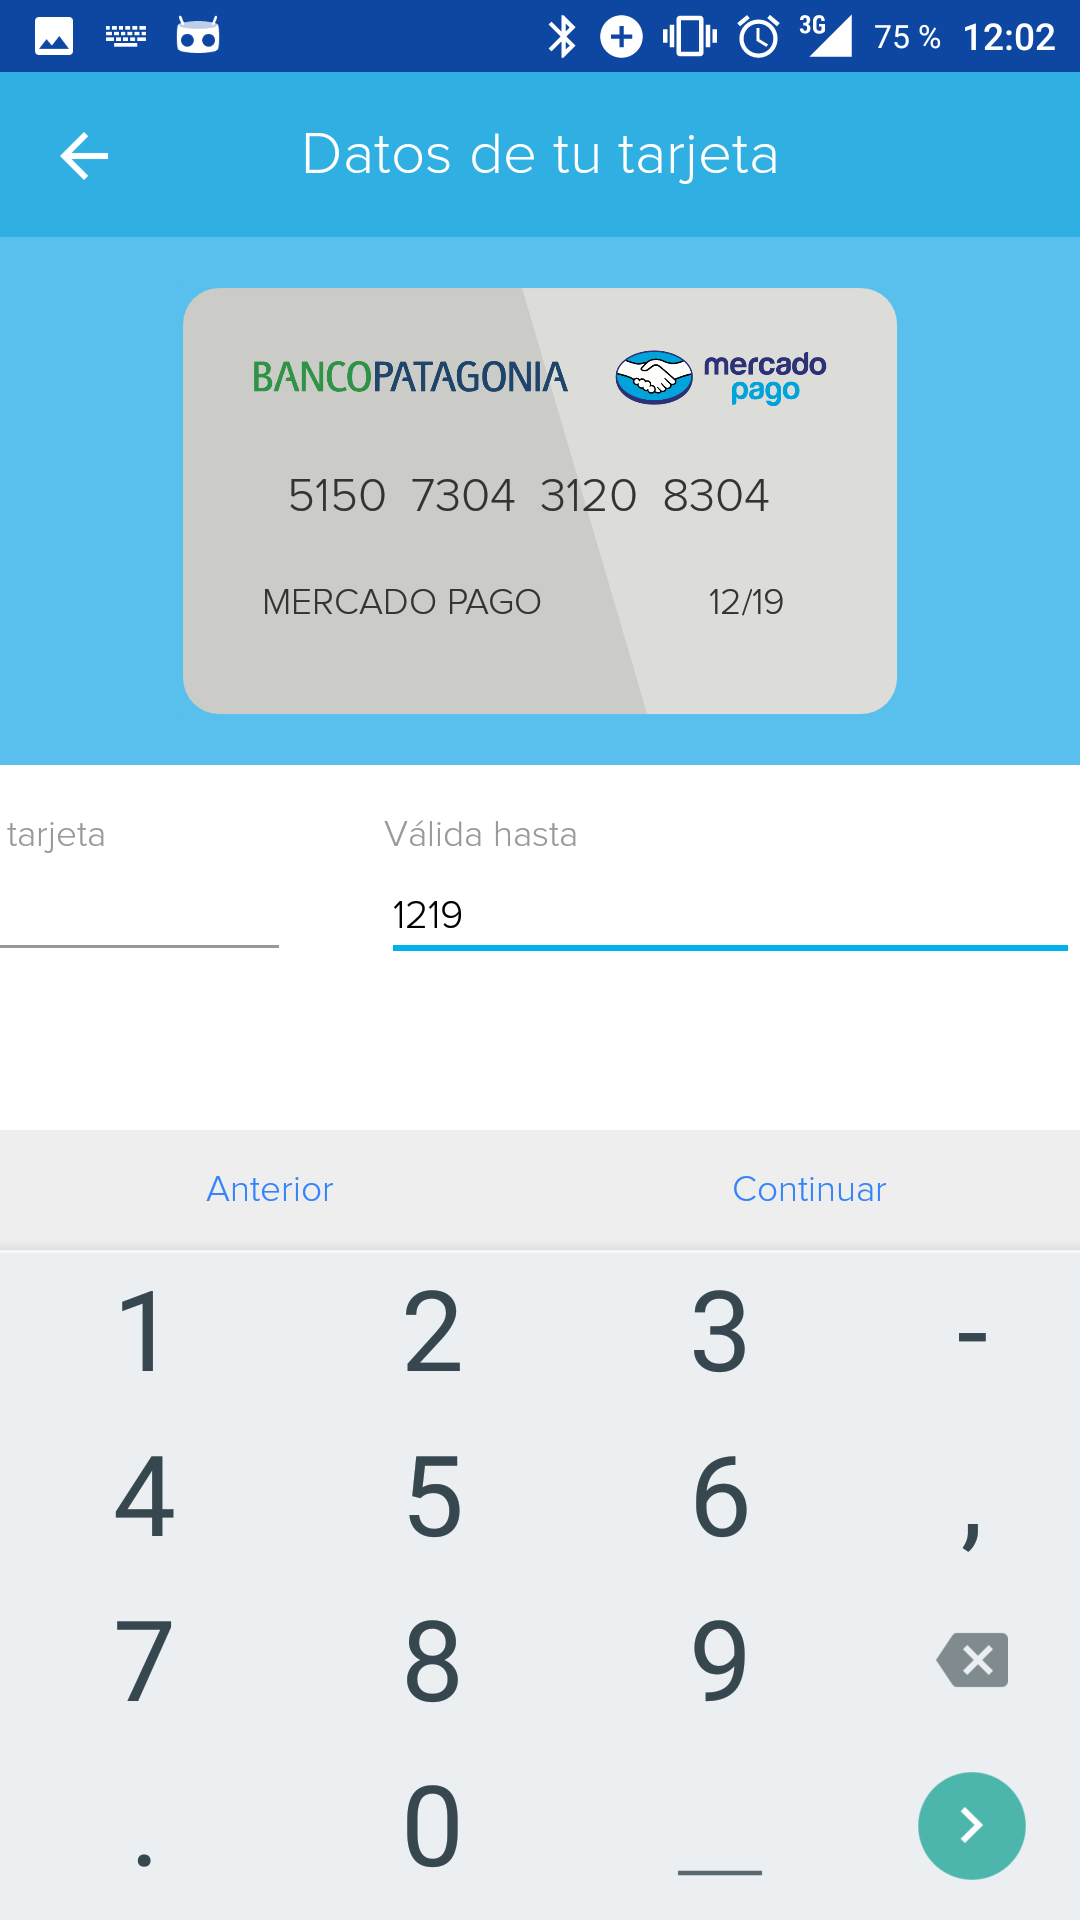 3G 75 % 12:02
Datos de tu tarjeta
BANCOPATAGONIA mercado pago
5150 7304 3120 8304
MERCADO PAGO 12/19
tarjeta Válida hasta
1219
Anterior Continuar
1 2 3 -
4 5 6 ,
7 8 9
. 0 _